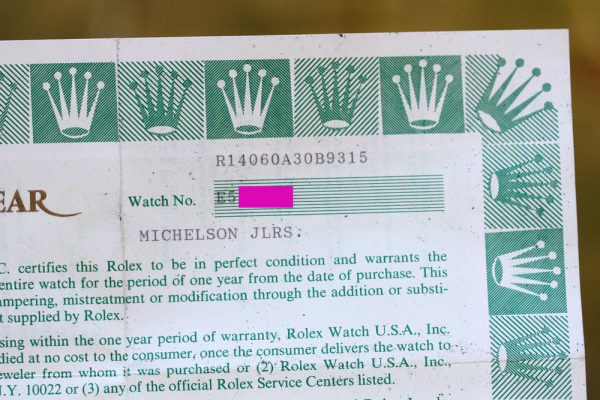 R14060A30B9315
EAR
Watch No. E5
MICHELSON JLRS.
C. certifies this Rolex to be in perfect condition and warrants the
entire watch for the period of one year from the date of purchase. This
ampering, mistreatment or modification through the addition or substi-
t supplied by Rolex.
sing within the one year period of warranty, Rolex Watch U.S.A., Inc.
died at no cost to the consumer, once the consumer delivers the watch to
eweler from whom it was purchased or (2) Rolex Watch U.S.A., Inc.,
N.Y. 10022 or (3) any of the official Rolex Service Centers listed.